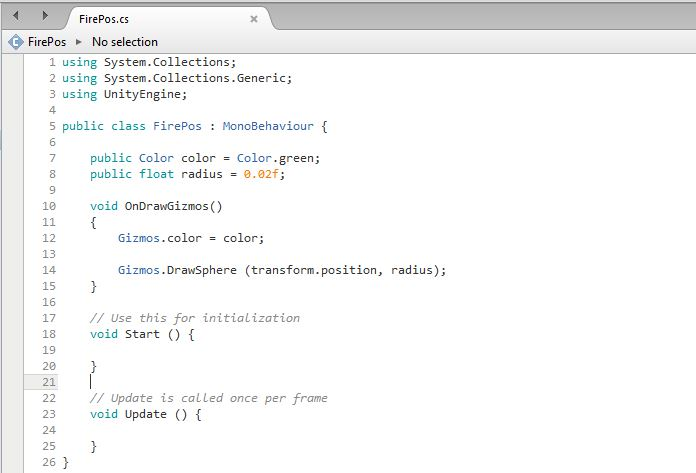 FirePos.cs
FirePos ▸ No selection
1 using System.Collections;
2 using System.Collections.Generic;
3 using UnityEngine;
4
5 public class FirePos : MonoBehaviour {
6
7     public Color color = Color.green;
8     public float radius = 0.02f;
9
10     void OnDrawGizmos()
11     {
12         Gizmos.color = color;
13
14         Gizmos.DrawSphere (transform.position, radius);
15     }
16
17     // Use this for initialization
18     void Start () {
19
20     }
21
22     // Update is called once per frame
23     void Update () {
24
25     }
26 }